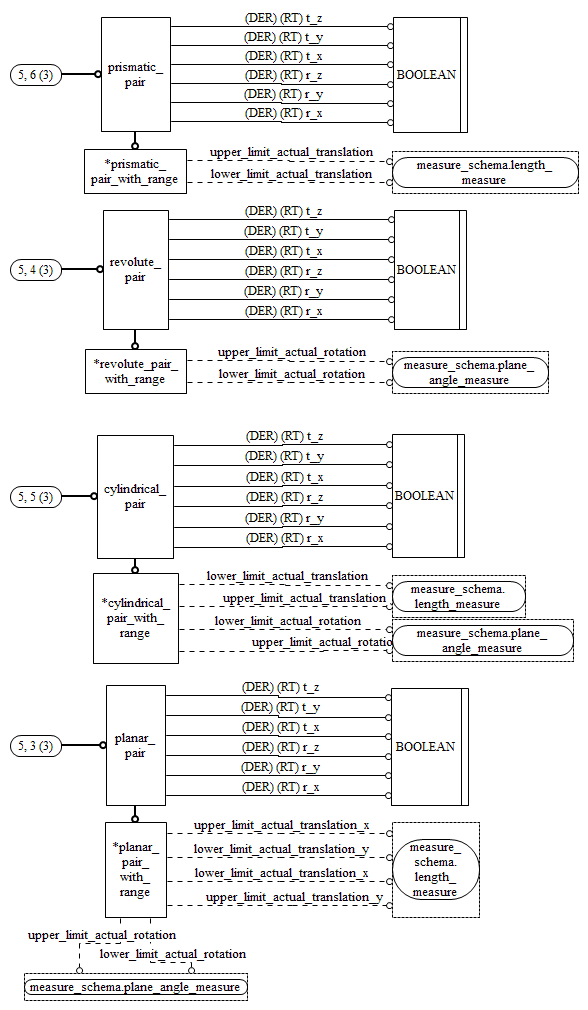 (DER) (RT) t_z
(DER) (RT) t_y
(DER) (RT) t_x
(DER) (RT) r_z
(DER) (RT) r_y
(DER) (RT) r_x
5, 6 (3)
prismatic_
pair
BOOLEAN
*prismatic_
pair_with_range
upper_limit_actual_translation
lower_limit_actual_translation
measure_schema.length_
measure
(DER) (RT) t_z
(DER) (RT) t_y
(DER) (RT) t_x
(DER) (RT) r_z
(DER) (RT) r_y
(DER) (RT) r_x
5, 4 (3)
revolute_
pair
BOOLEAN
*revolute_pair_
with_range
upper_limit_actual_rotation
lower_limit_actual_rotation
measure_schema.plane_
angle_measure
(DER) (RT) t_z
(DER) (RT) t_y
(DER) (RT) t_x
(DER) (RT) r_z
(DER) (RT) r_y
(DER) (RT) r_x
5, 5 (3)
cylindrical_
pair
BOOLEAN
*cylindrical_
pair_with_
range
lower_limit_actual_translation
upper_limit_actual_translation
lower_limit_actual_rotation
upper_limit_actual_rotatio
measure_schema.
length_measure
measure_schema.plane_
angle_measure
(DER) (RT) t_z
(DER) (RT) t_y
(DER) (RT) t_x
(DER) (RT) r_z
(DER) (RT) r_y
(DER) (RT) r_x
5, 3 (3)
planar_
pair
BOOLEAN
*planar_
pair_
with_
range
upper_limit_actual_translation_x
lower_limit_actual_translation_y
lower_limit_actual_translation_x
upper_limit_actual_translation_y
measure_
schema.
length_
measure
upper_limit_actual_rotation
lower_limit_actual_rotation
measure_schema.plane_angle_measure